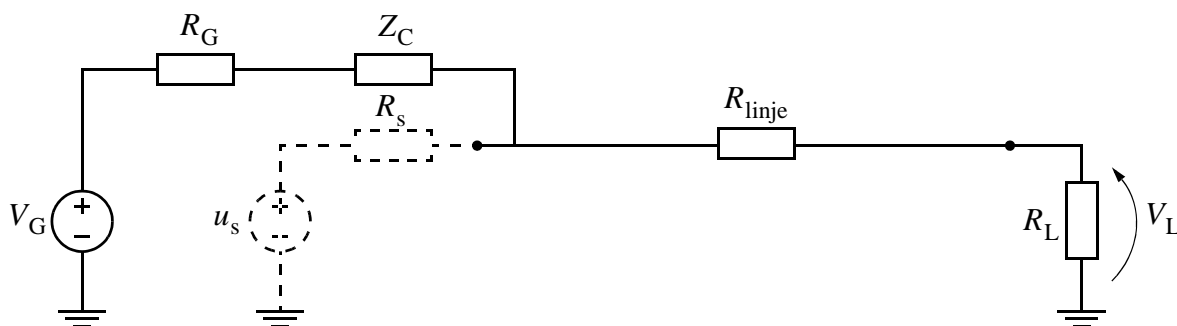 R_G
Z_C
R_s
R_linje
V_G
+
−
u_s
+
--
R_L
V_L